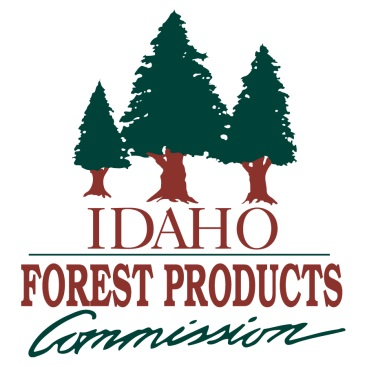 IDAHO
FOREST PRODUCTS
Commission